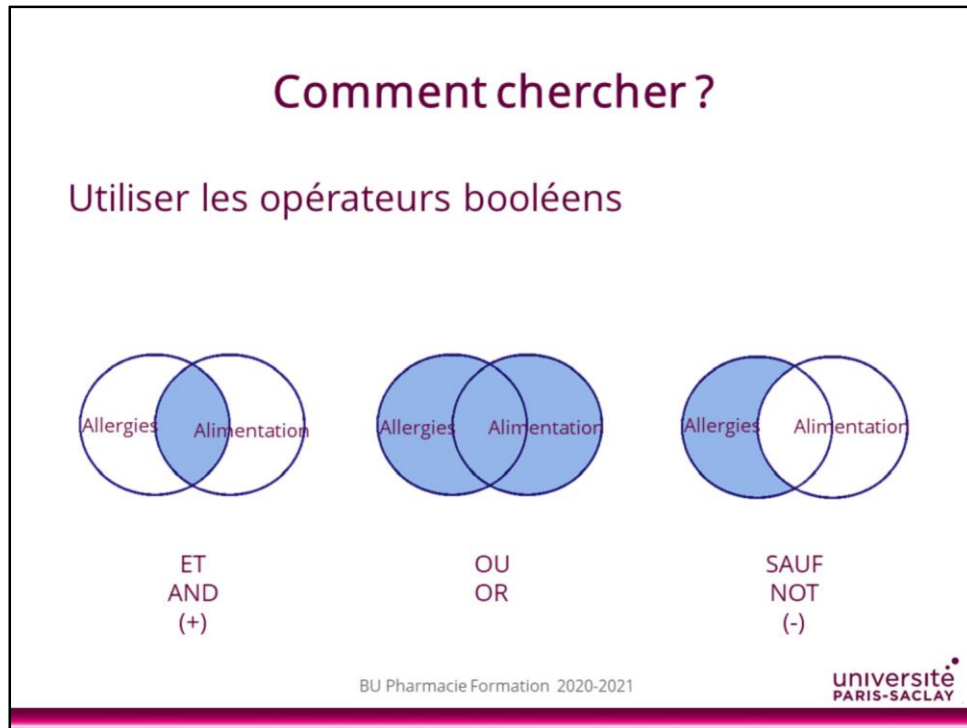 Comment chercher ?
Utiliser les opérateurs booléens
Allergies Alimentation
Allergies Alimentation
Allergies Alimentation
ET
AND
(+)
OU
OR
SAUF
NOT
(-)
BU Pharmacie Formation 2020-2021
université
PARIS-SACLAY